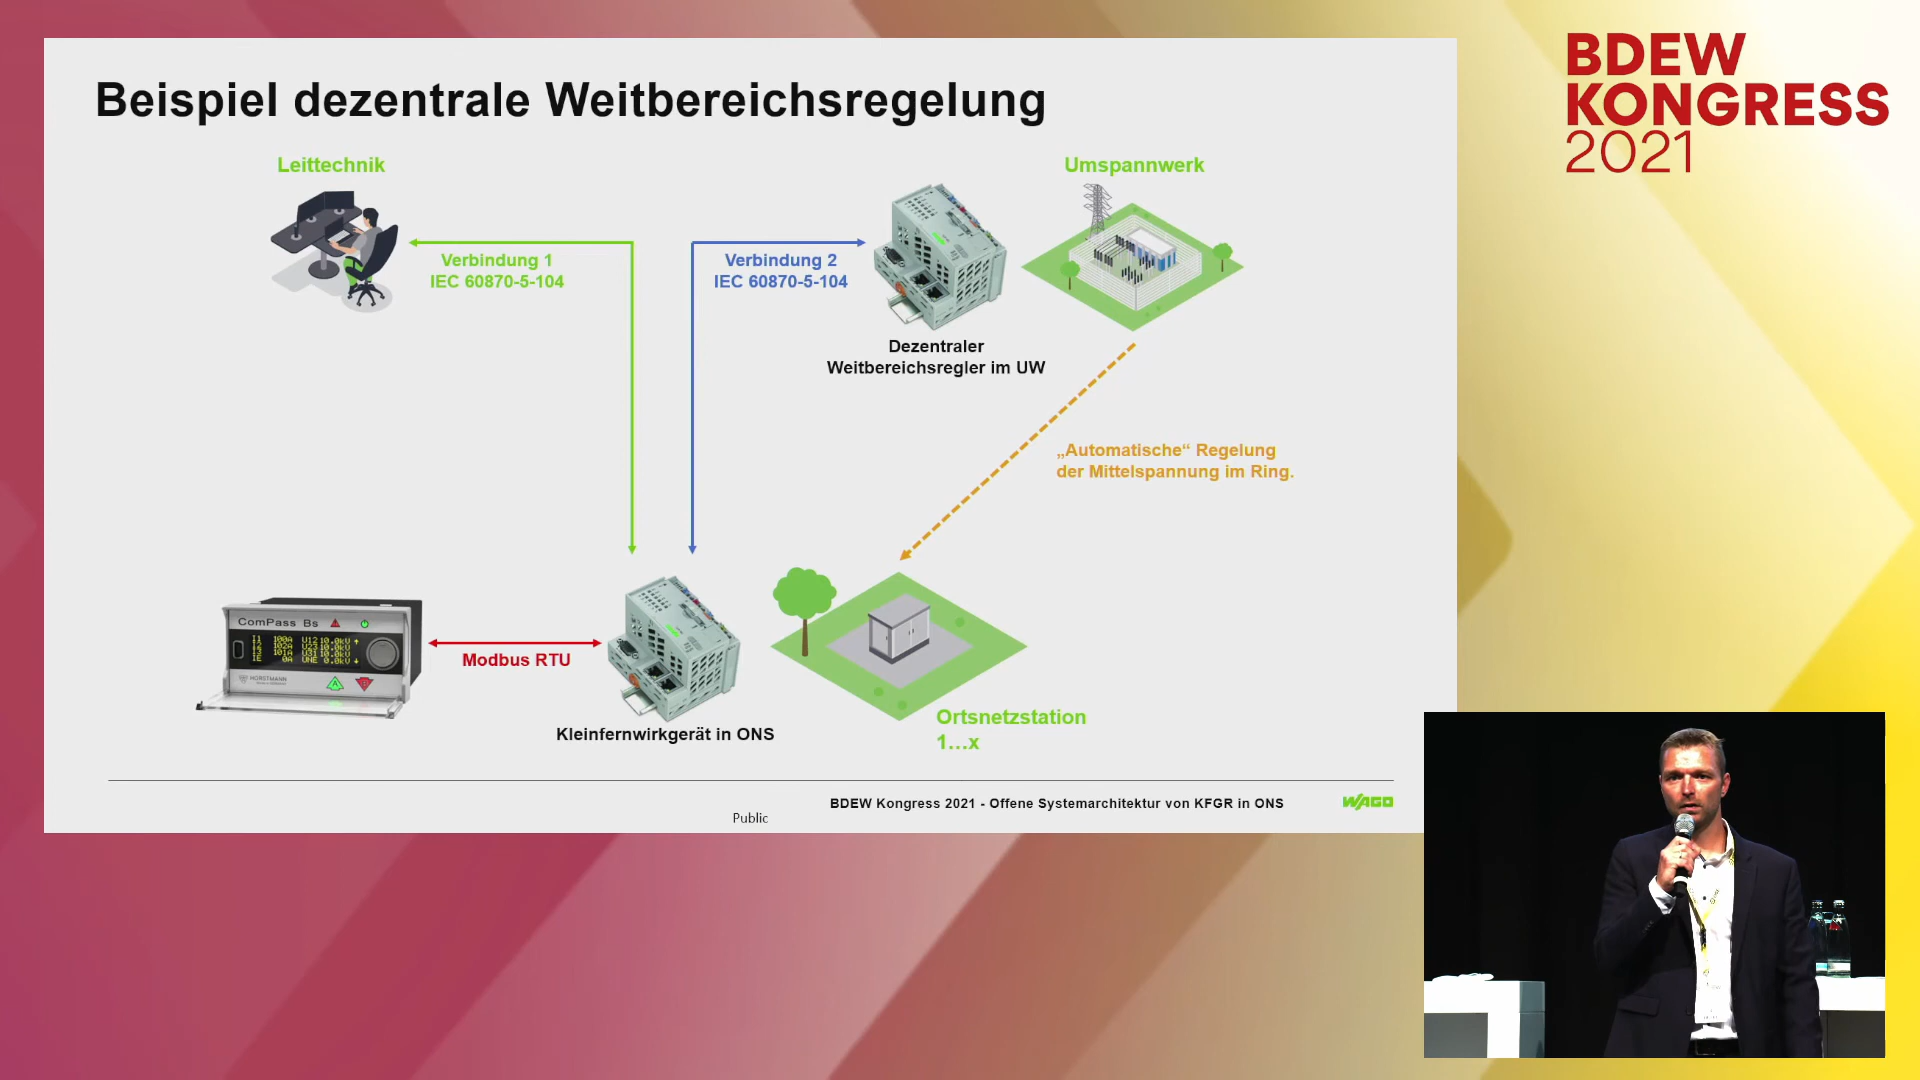 Beispiel dezentrale Weitbereichsregelung
BDEW
KONGRESS
2021
Leittechnik
Umspannwerk
Verbindung 1
IEC 60870-5-104
Verbindung 2
IEC 60870-5-104
Dezentraler
Weitbereichsregler im UW
„Automatische“ Regelung
der Mittelspannung im Ring.
ComPass Bs
HORSTMANN
Modbus RTU
Kleinfernwirkgerät in ONS
Ortsnetzstation
1…x
BDEW Kongress 2021 - Offene Systemarchitektur von KFGR in ONS
WAGO
Public